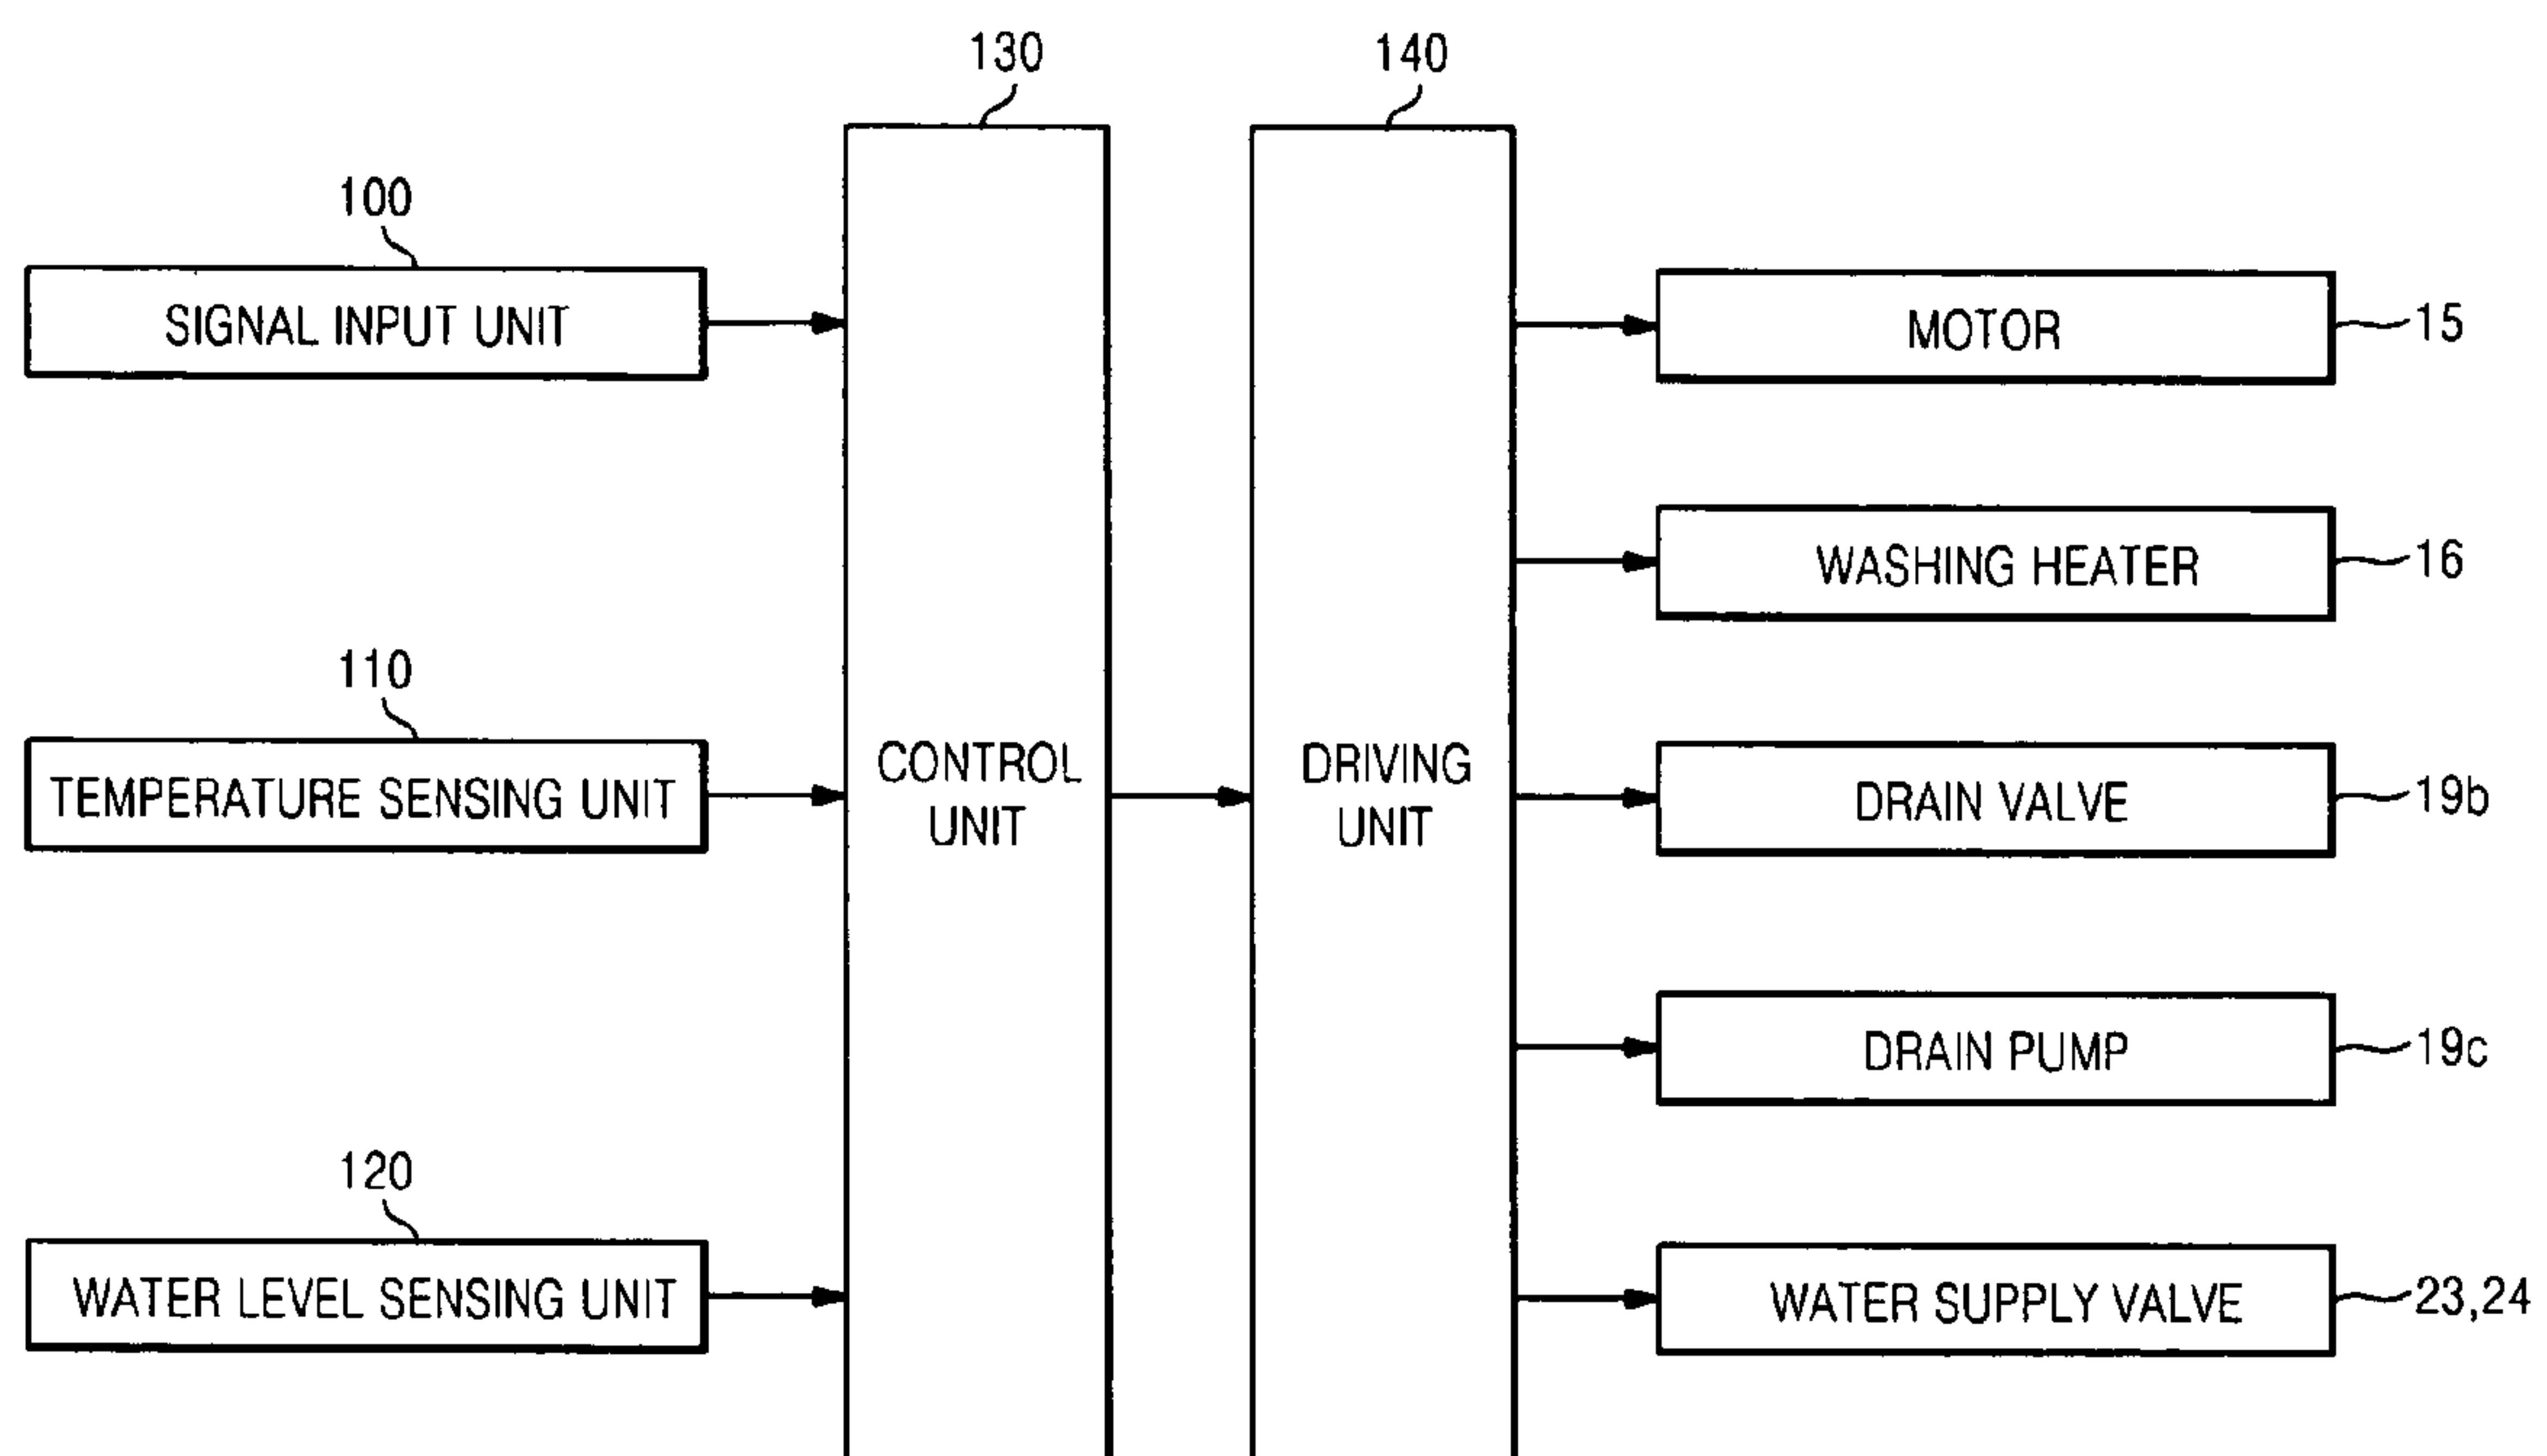 130
140
100
SIGNAL INPUT UNIT
MOTOR
15
WASHING HEATER
16
110
TEMPERATURE SENSING UNIT
CONTROL
UNIT
DRIVING
UNIT
DRAIN VALVE
19b
DRAIN PUMP
19c
120
WATER LEVEL SENSING UNIT
WATER SUPPLY VALVE
23,24